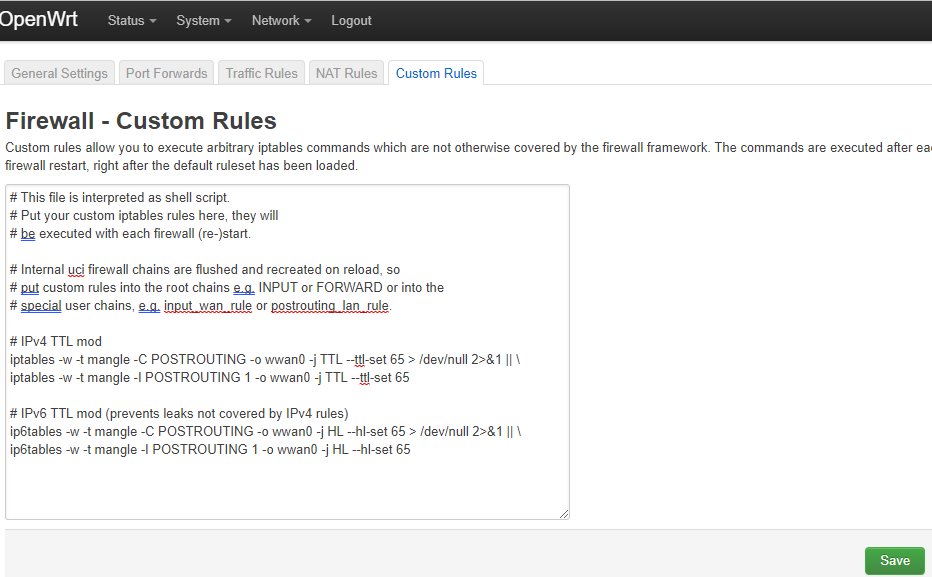 OpenWrt Status System Network Logout
General Settings Port Forwards Traffic Rules NAT Rules Custom Rules
Firewall - Custom Rules
Custom rules allow you to execute arbitrary iptables commands which are not otherwise covered by the firewall framework. The commands are executed after
firewall restart, right after the default ruleset has been loaded.
# This file is interpreted as shell script.
# Put your custom iptables rules here, they will
# be executed with each firewall (re-)start.
# Internal uci firewall chains are flushed and recreated on reload, so
# put custom rules into the root chains e.g. INPUT or FORWARD or into the
# special user chains, e.g. input_wan_rule or postrouting_lan_rule.
# IPv4 TTL mod
iptables -w -t mangle -C POSTROUTING -o wwan0 -j TTL --ttl-set 65 > /dev/null 2>&1 || \
iptables -w -t mangle -I POSTROUTING 1 -o wwan0 -j TTL --ttl-set 65
# IPv6 TTL mod (prevents leaks not covered by IPv4 rules)
ip6tables -w -t mangle -C POSTROUTING -o wwan0 -j HL --hl-set 65 > /dev/null 2>&1 || \
ip6tables -w -t mangle -I POSTROUTING 1 -o wwan0 -j HL --hl-set 65
Save